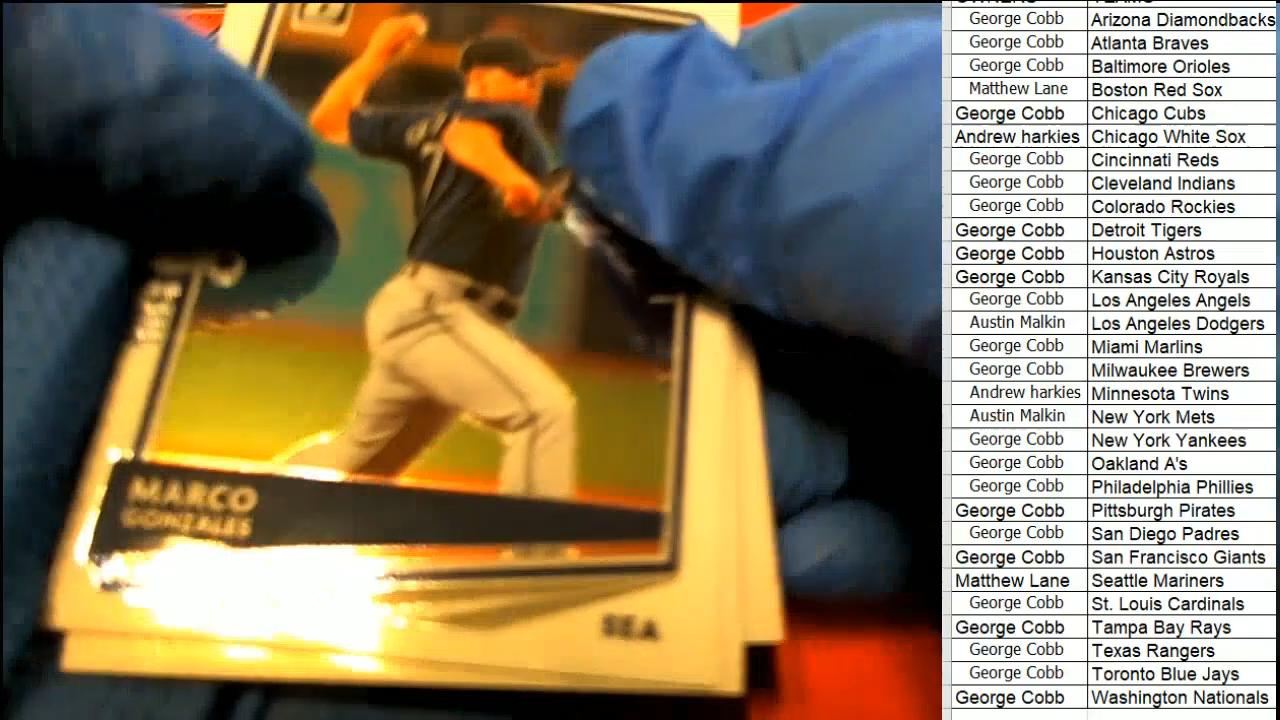 MARCO
GONZALES
SEA
George Cobb Arizona Diamondbacks
George Cobb Atlanta Braves
George Cobb Baltimore Orioles
Matthew Lane Boston Red Sox
George Cobb Chicago Cubs
Andrew harkies Chicago White Sox
George Cobb Cincinnati Reds
George Cobb Cleveland Indians
George Cobb Colorado Rockies
George Cobb Detroit Tigers
George Cobb Houston Astros
George Cobb Kansas City Royals
George Cobb Los Angeles Angels
Austin Malkin Los Angeles Dodgers
George Cobb Miami Marlins
George Cobb Milwaukee Brewers
Andrew harkies Minnesota Twins
Austin Malkin New York Mets
George Cobb New York Yankees
George Cobb Oakland A's
George Cobb Philadelphia Phillies
George Cobb Pittsburgh Pirates
George Cobb San Diego Padres
George Cobb San Francisco Giants
Matthew Lane Seattle Mariners
George Cobb St. Louis Cardinals
George Cobb Tampa Bay Rays
George Cobb Texas Rangers
George Cobb Toronto Blue Jays
George Cobb Washington Nationals